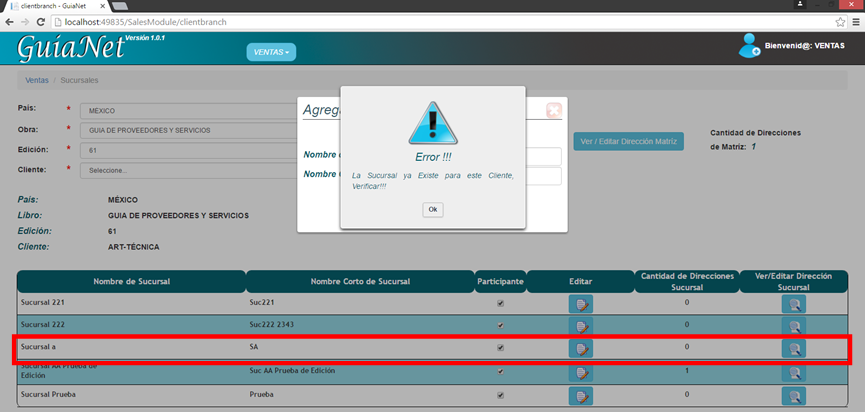 clientbranch - GuiaNet
localhost:49835/SalesModule/clientbranch
GuíaNet Versión 1.0.1
VENTAS
Bienvenid@: VENTAS
Ventas / Sucursales
País: * MÉXICO
Obra: * GUIA DE PROVEEDORES Y SERVICIOS
Edición: * 61
Cliente: * Seleccione...
Agreg
Nombre
Nombre
Error !!!
La Sucursal ya Existe para este Cliente,
Verificar!!!
Ok
Ver / Editar Dirección Matriz
Cantidad de Direcciones
de Matriz: 1
País: MÉXICO
Libro: GUIA DE PROVEEDORES Y SERVICIOS
Edición: 61
Cliente: ART-TÉCNICA
Nombre de Sucursal Nombre Corto de Sucursal Participante Editar Cantidad de Direcciones Sucursal Ver/Editar Dirección Sucursal
Sucursal 221 Suc221 0
Sucursal 222 Suc222 2343 0
Sucursal a SA 0
Sucursal AA Prueba de
Edición Suc AA Prueba de Edición 1
Sucursal Prueba Prueba 0